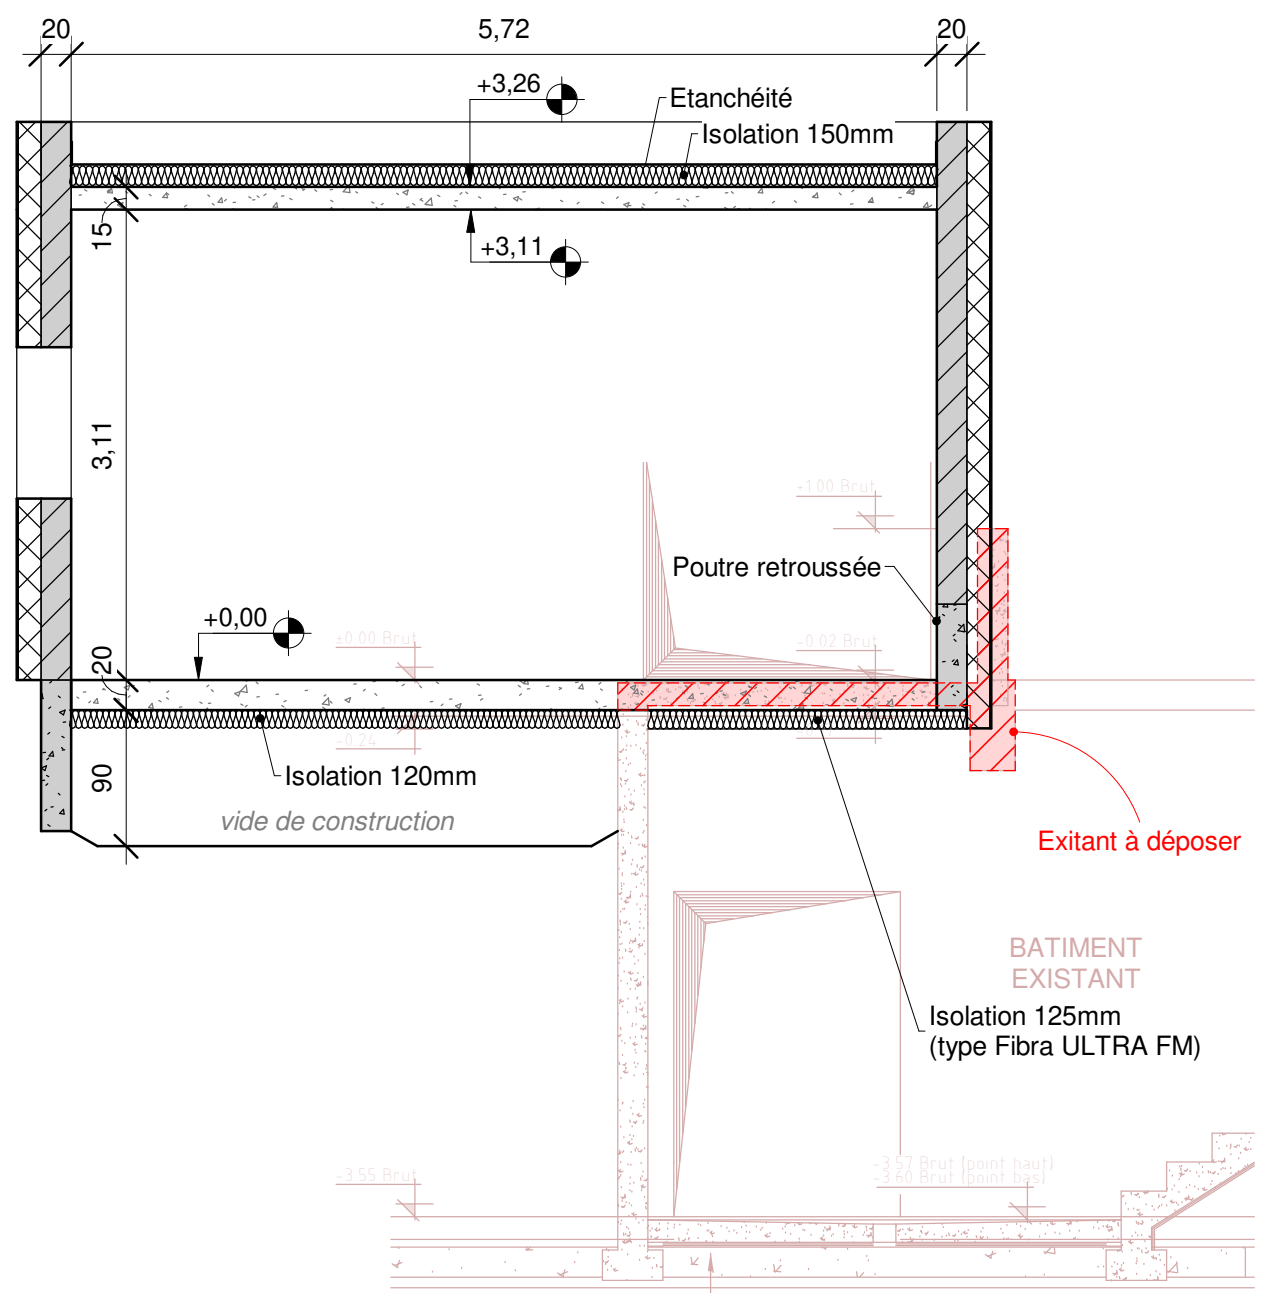 20
5,72
20
+3,26
Etanchéité
Isolation 150mm
15
+3,11
3,11
+1.00 Brut
Poutre retroussée
+0,00
±0.00 Brut
-0.02 Brut
20
-0.24
Isolation 120mm
90
vide de construction
Exitant à déposer
BATIMENT
EXISTANT
Isolation 125mm
(type Fibra ULTRA FM)
-3.55 Brut
-3.57 Brut (point haut)
-3.60 Brut (point bas)